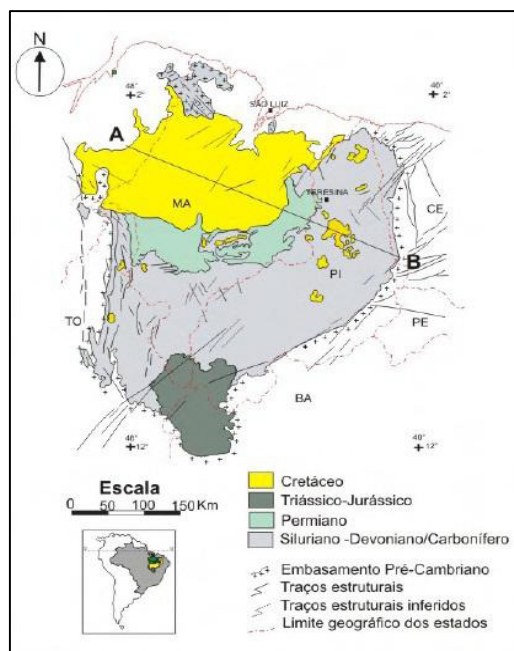 N
48°
2°
40°
2°
SÃO LUIZ
A
MA
TERESINA
CE
PI
B
TO
PE
BA
46°
12°
40°
12°
Escala
0 50 100 150 Km
Cretáceo
Triássico-Jurássico
Permiano
Siluriano -Devoniano/Carbonífero
Embasamento Pré-Cambriano
Traços estruturais
Traços estruturais inferidos
Limite geográfico dos estados